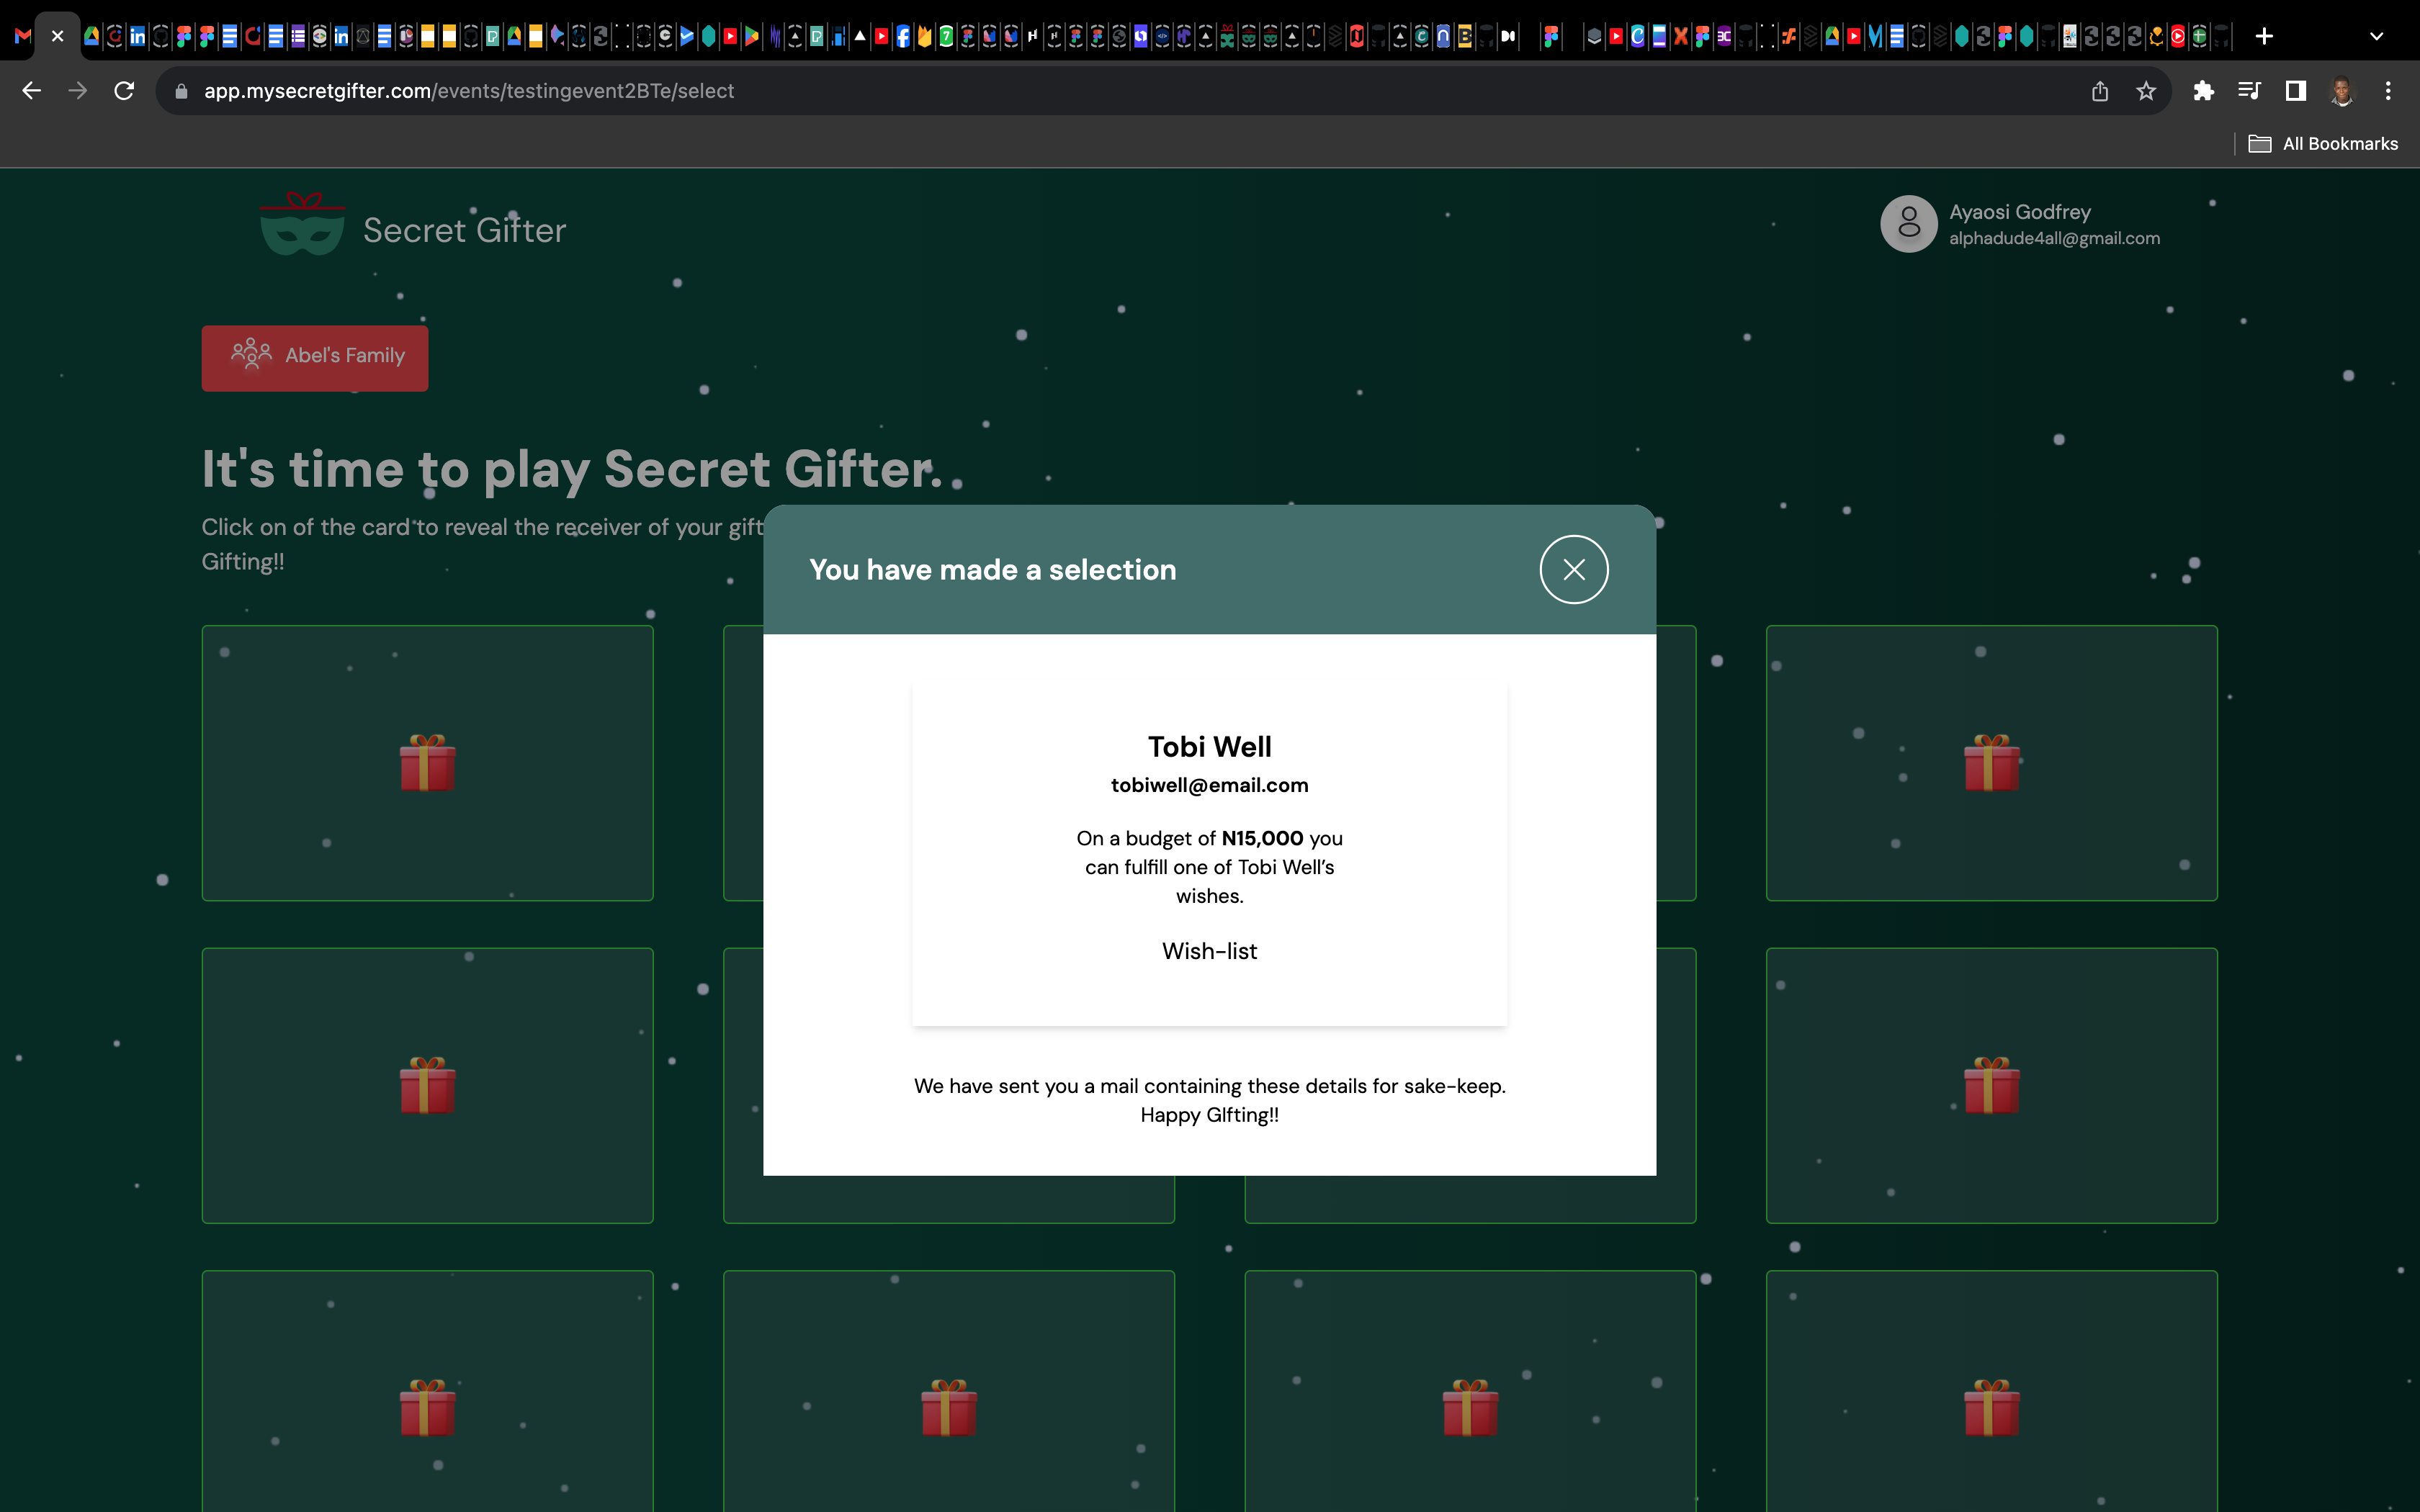 app.mysecretgifter.com/events/testingevent2BTe/select
All Bookmarks
Secret Gifter
Ayaosi Godfrey
alphadude4all@gmail.com
Abel's Family
It's time to play Secret Gifter.
Click on of the card to reveal the receiver of your gift
Gifting!!
You have made a selection
Tobi Well
tobiwell@email.com
On a budget of N15,000 you
can fulfill one of Tobi Well’s
wishes.
Wish-list
We have sent you a mail containing these details for sake-keep.
Happy GIfting!!